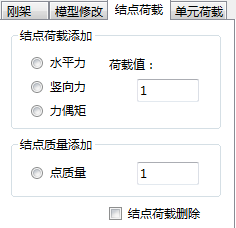 刚架 模型修改 结点荷载 单元荷载
结点荷载添加
水平力 荷载值：
竖向力 1
力偶矩
结点质量添加
点质量 1
结点荷载删除